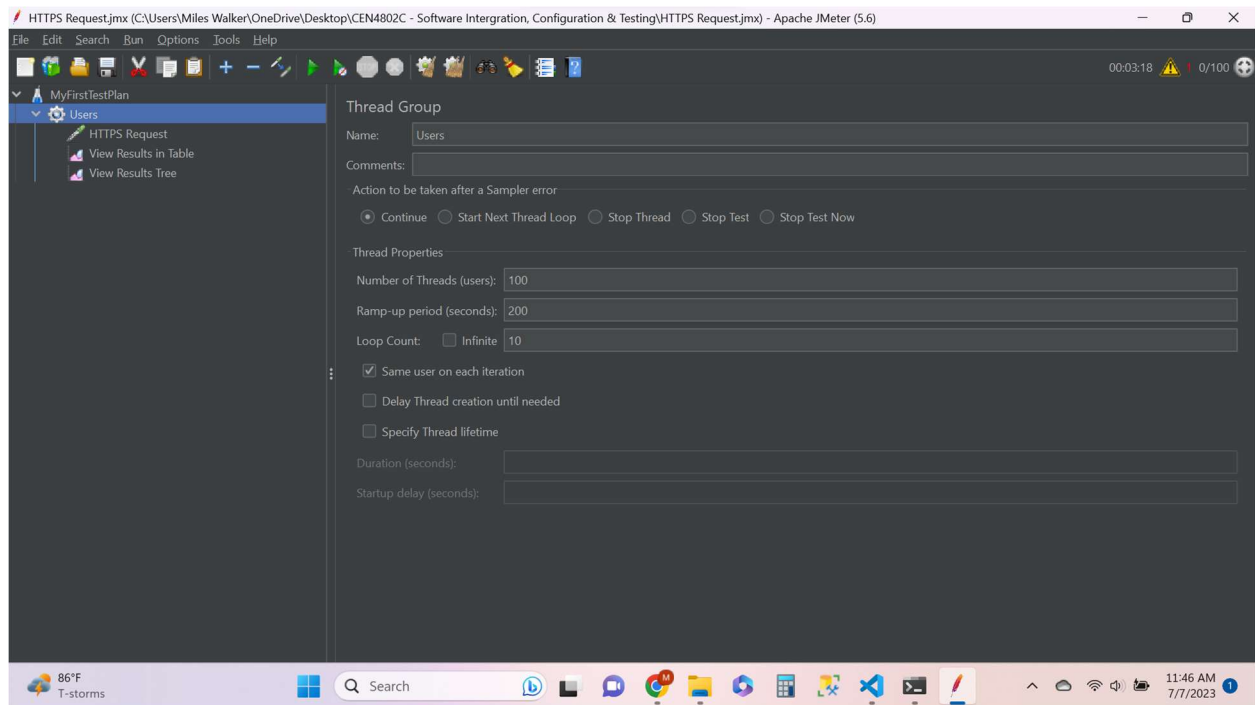 HTTPS Request.jmx (C:\Users\Miles Walker\OneDrive\Desktop\CEN4802C - Software Intergration, Configuration & Testing\HTTPS Request.jmx) - Apache JMeter (5.6)
File Edit Search Run Options Tools Help
00:03:18 1 0/100
MyFirstTestPlan
Users
HTTPS Request
View Results in Table
View Results Tree
Thread Group
Name: Users
Comments:
Action to be taken after a Sampler error
Continue Start Next Thread Loop Stop Thread Stop Test Stop Test Now
Thread Properties
Number of Threads (users): 100
Ramp-up period (seconds): 200
Loop Count: Infinite 10
Same user on each iteration
Delay Thread creation until needed
Specify Thread lifetime
Duration (seconds):
Startup delay (seconds):
86°F
T-storms
Search
M
11:46 AM
7/7/2023
1